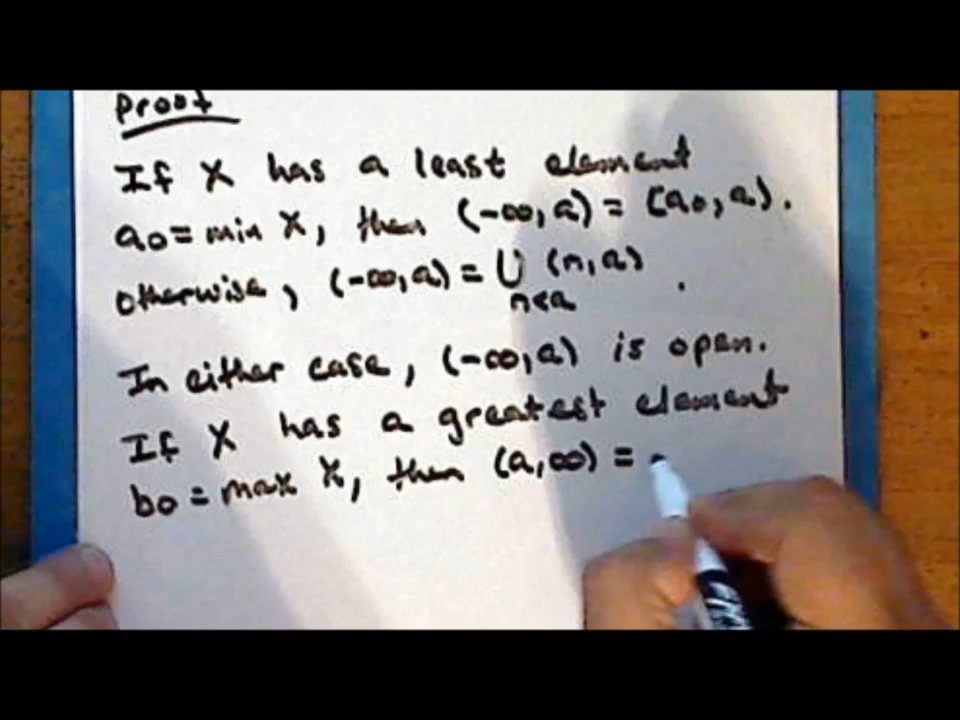 Proof
If X has a least element
a0 = min X, then (-∞, a) = [a0, a).
otherwise, (-∞, a) = ⋃ (n, a) .
n<a
In either case, (-∞, a) is open.
If X has a greatest element
b0 = max X, then (a, ∞) =